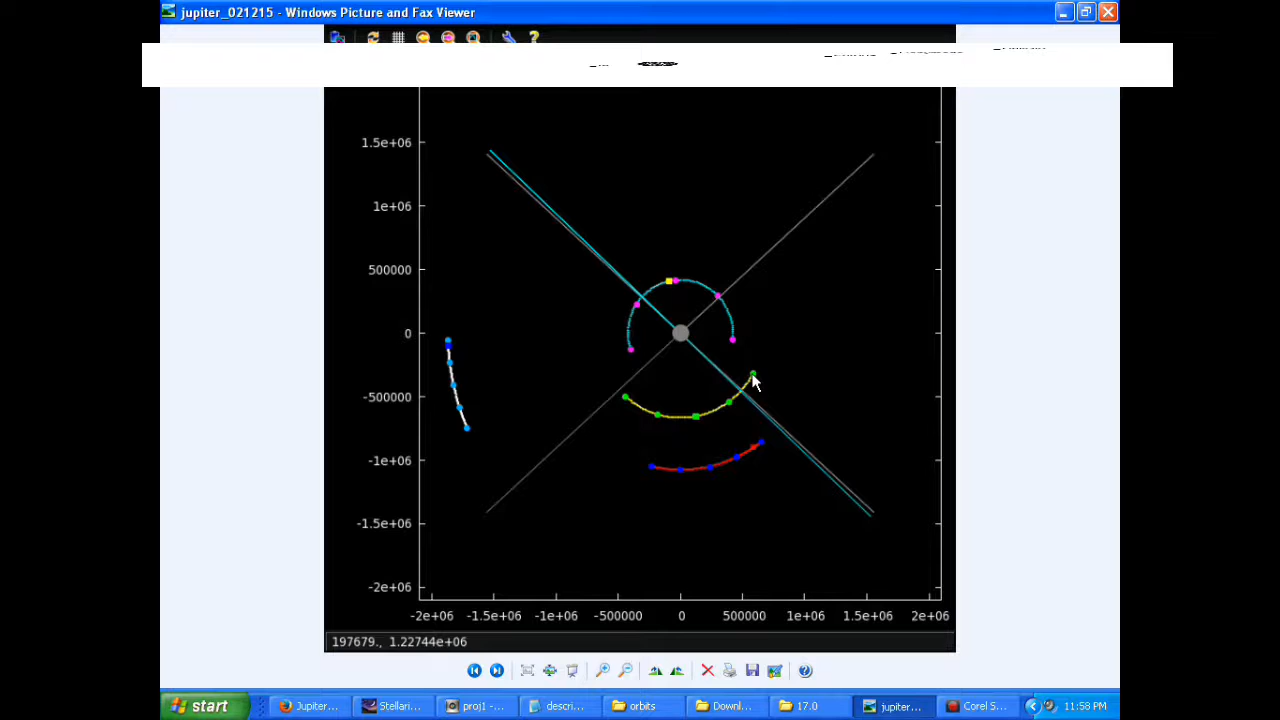 jupiter_021215 - Windows Picture and Fax Viewer
1.5e+06
1e+06
500000
0
-500000
-1e+06
-1.5e+06
-2e+06
-2e+06 -1.5e+06 -1e+06 -500000 0 500000 1e+06 1.5e+06 2e+06
197679., 1.22744e+06
start Jupiter... Stellari... proj1 - ... descri... orbits Downl... 17.0 jupiter... Corel S... 11:58 PM